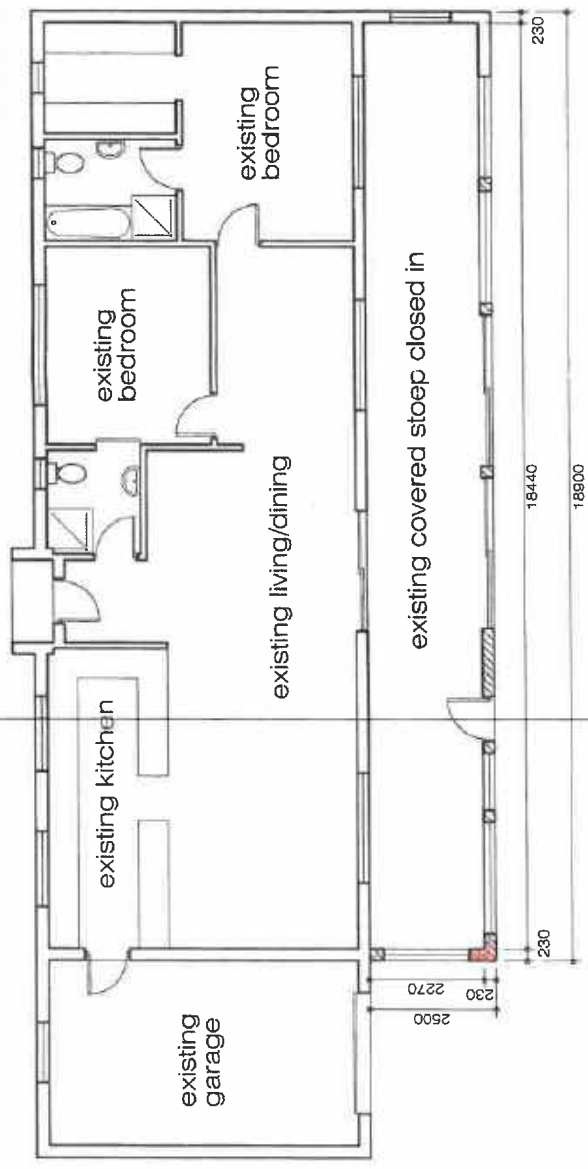 existing
garage
existing kitchen
existing living/dining
existing
bedroom
existing
bedroom
existing covered stoep closed in
230
18440
230
18900
2270
230
2500